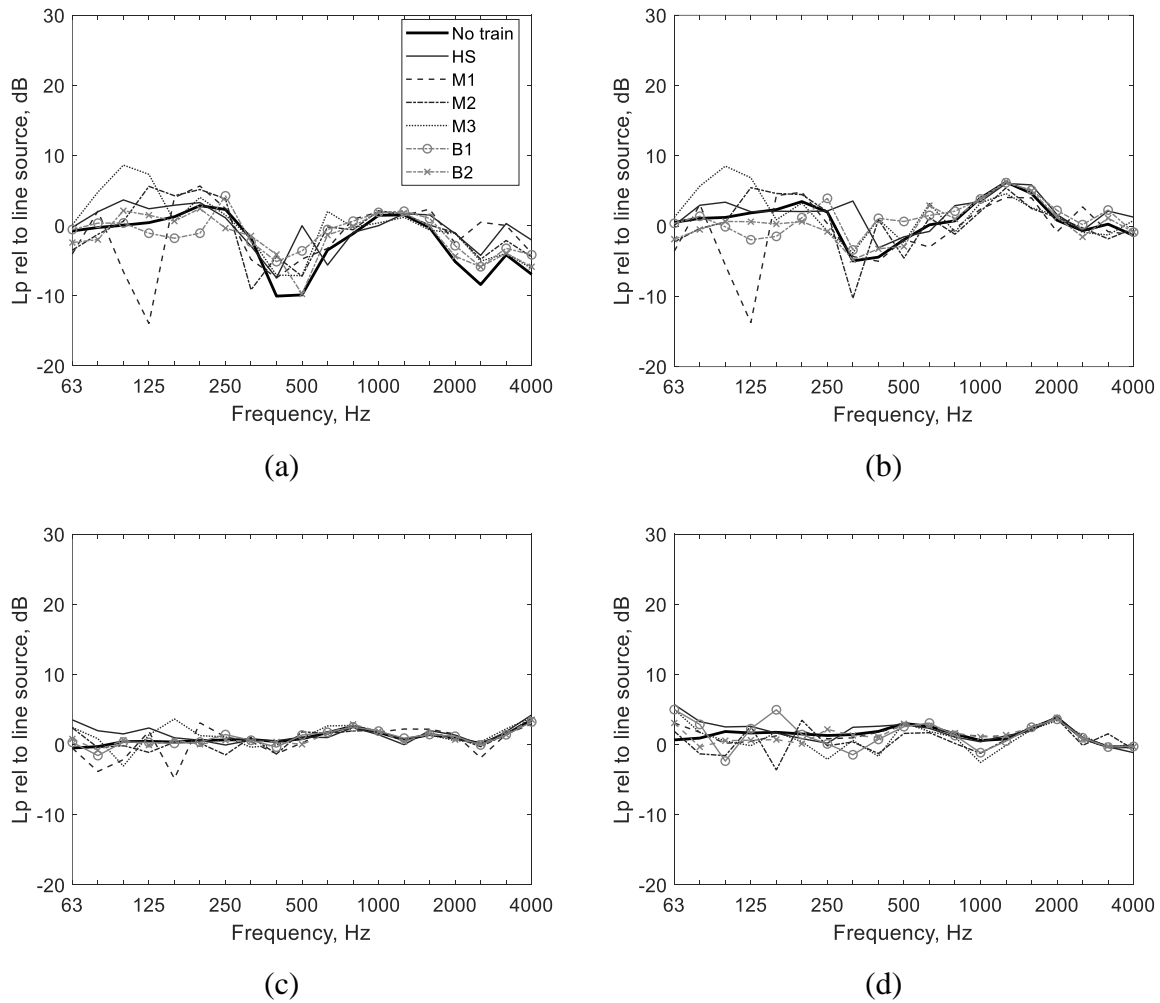 30
20
10
0
-10
-20
Lp rel to line source, dB
No train
HS
M1
M2
M3
B1
B2
63 125 250 500 1000 2000 4000
Frequency, Hz
(a)
30
20
10
0
-10
-20
Lp rel to line source, dB
63 125 250 500 1000 2000 4000
Frequency, Hz
(b)
30
20
10
0
-10
-20
Lp rel to line source, dB
63 125 250 500 1000 2000 4000
Frequency, Hz
(c)
30
20
10
0
-10
-20
Lp rel to line source, dB
63 125 250 500 1000 2000 4000
Frequency, Hz
(d)